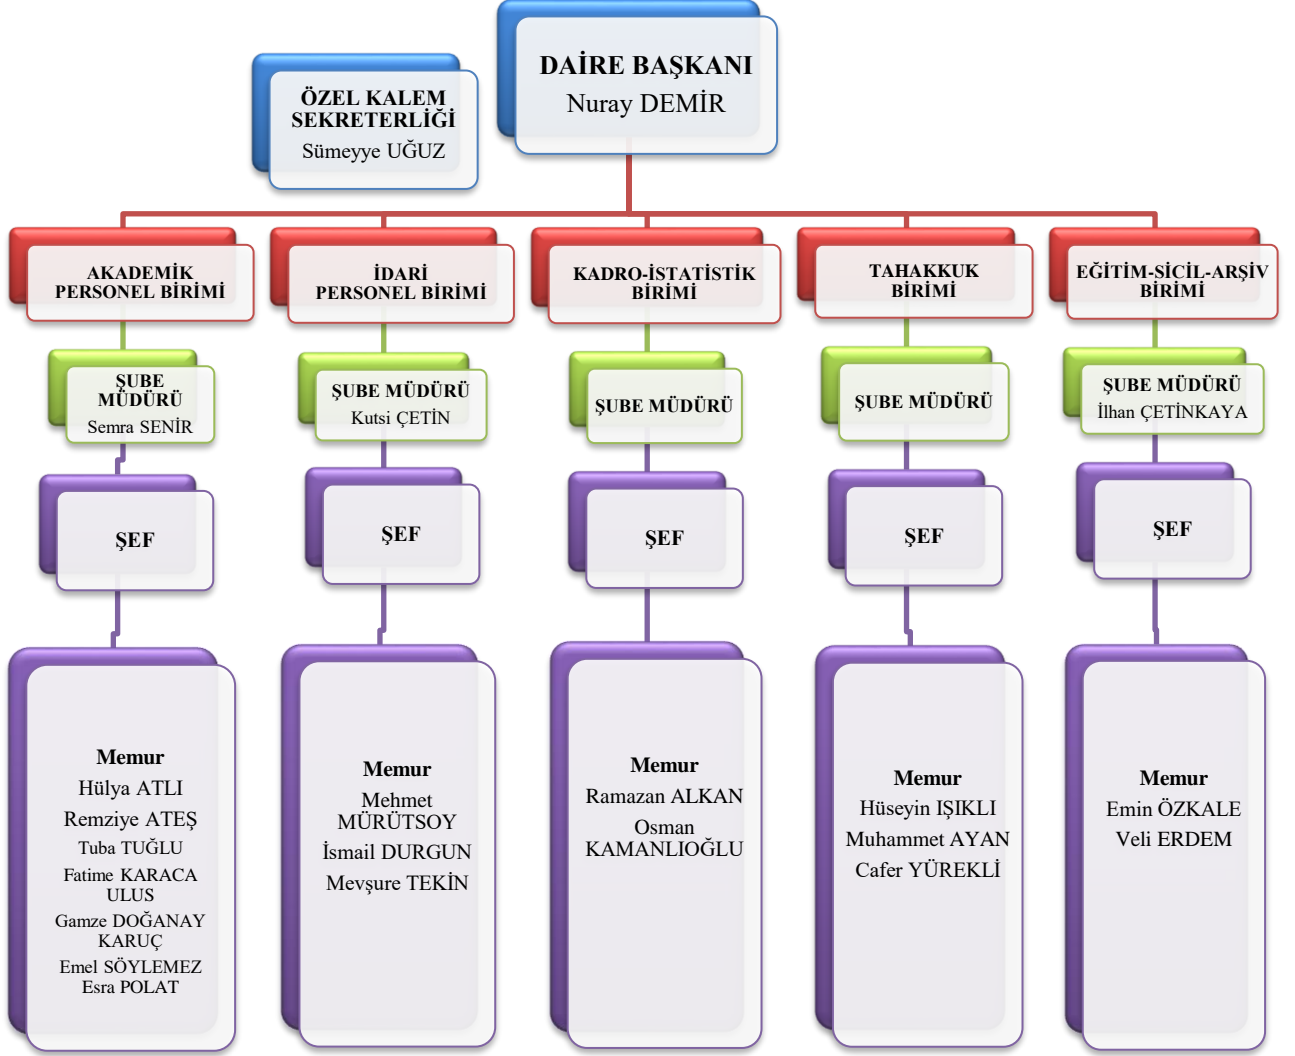 DAİRE BAŞKANI
Nuray DEMİR
ÖZEL KALEM
SEKRETERLİĞİ
Sümeyye UĞUZ
AKADEMİK
PERSONEL BİRİMİ
İDARİ
PERSONEL BİRİMİ
KADRO-İSTATİSTİK
BİRİMİ
TAHAKKUK
BİRİMİ
EĞİTİM-SİCİL-ARŞİV
BİRİMİ
ŞUBE
MÜDÜRÜ
Semra SENİR
ŞUBE MÜDÜRÜ
Kutsi ÇETİN
ŞUBE MÜDÜRÜ
ŞUBE MÜDÜRÜ
ŞUBE MÜDÜRÜ
İlhan ÇETİNKAYA
ŞEF
ŞEF
ŞEF
ŞEF
ŞEF
Memur
Hülya ATLI
Remziye ATEŞ
Tuba TUĞLU
Fatime KARACA
ULUS
Gamze DOĞANAY
KARUÇ
Emel SÖYLEMEZ
Esra POLAT
Memur
Mehmet
MÜRÜTSOY
İsmail DURGUN
Mevşure TEKİN
Memur
Ramazan ALKAN
Osman
KAMANLIOĞLU
Memur
Hüseyin IŞIKLI
Muhammet AYAN
Cafer YÜREKLİ
Memur
Emin ÖZKALE
Veli ERDEM